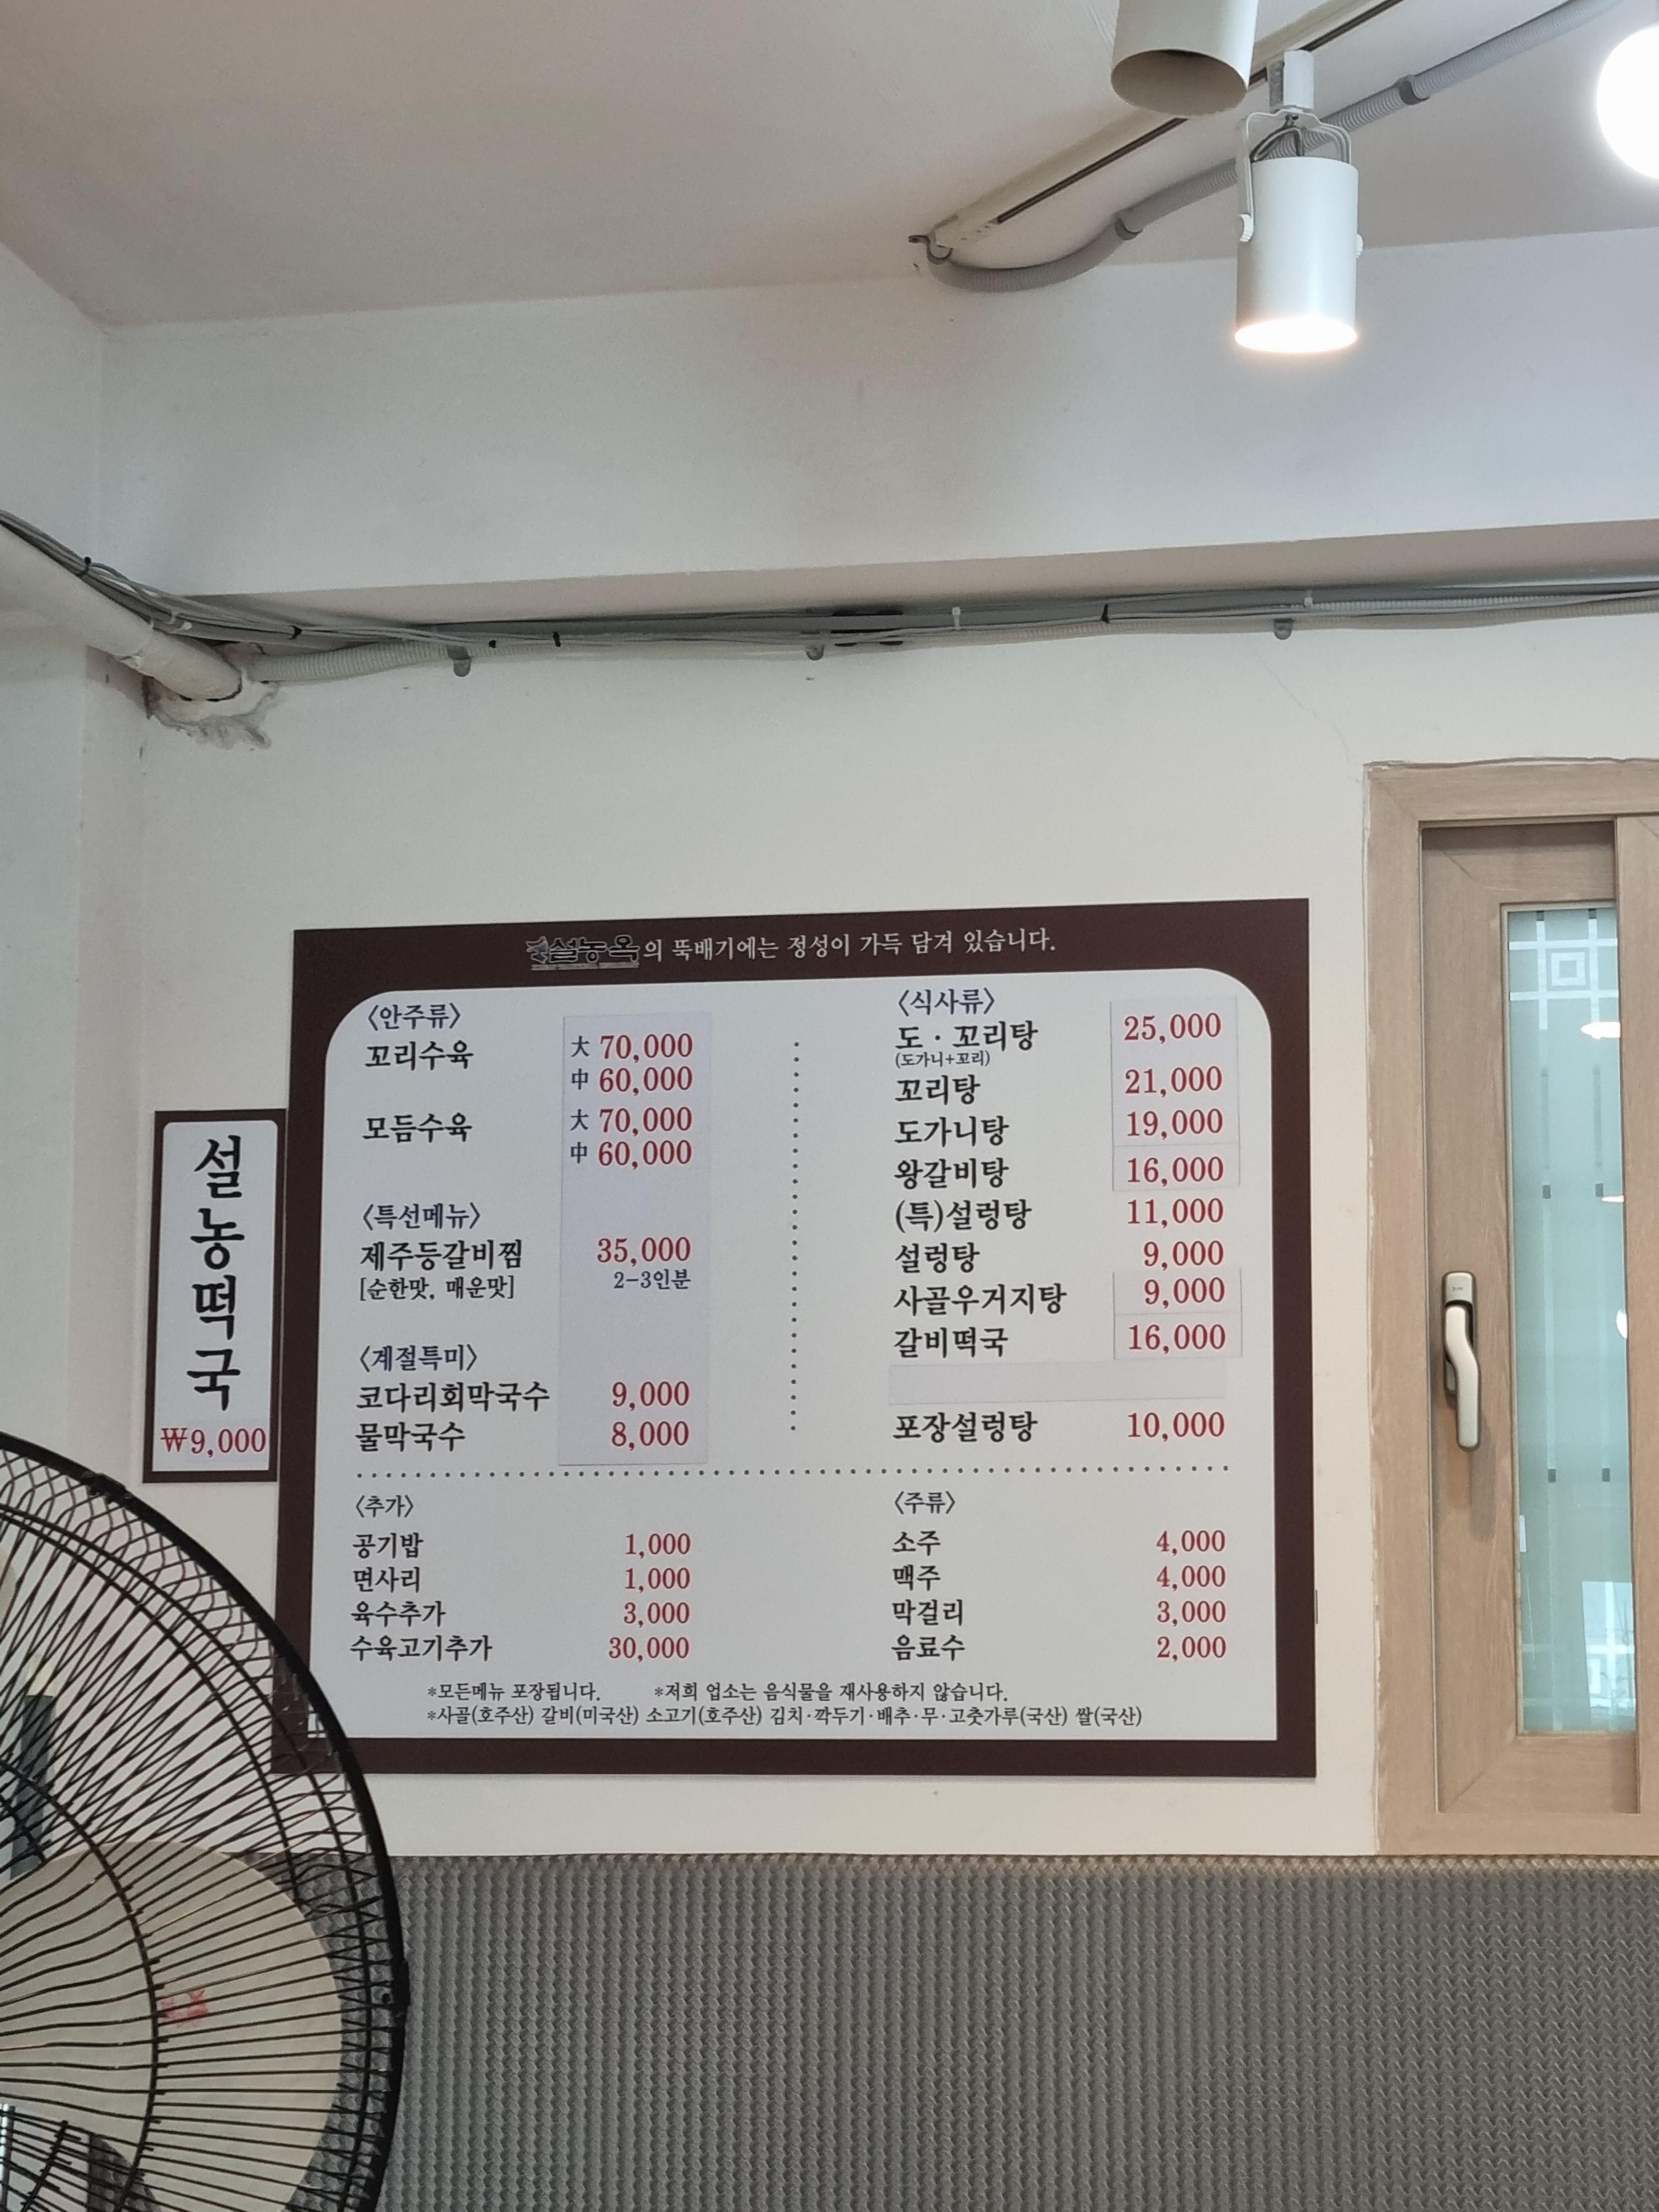 설농옥의 뚝배기에는 정성이 가득 담겨 있습니다.
<안주류>
꼬리수육 大 70,000
中 60,000
모듬수육 大 70,000
中 60,000
<특선메뉴>
제주등갈비찜 35,000
[순한맛, 매운맛] 2-3인분
<계절특미>
코다리회막국수 9,000
물막국수 8,000
<식사류>
도·꼬리탕 25,000
(도가니+꼬리)
꼬리탕 21,000
도가니탕 19,000
왕갈비탕 16,000
(특)설렁탕 11,000
설렁탕 9,000
사골우거지탕 9,000
갈비떡국 16,000
포장설렁탕 10,000
<추가>
공기밥 1,000
면사리 1,000
육수추가 3,000
수육고기추가 30,000
<주류>
소주 4,000
맥주 4,000
막걸리 3,000
음료수 2,000
*모든메뉴 포장됩니다. *저희 업소는 음식물을 재사용하지 않습니다.
*사골(호주산) 갈비(미국산) 소고기(호주산) 김치·깍두기·배추·무·고춧가루(국산) 쌀(국산)
설
농
떡
국
₩9,000